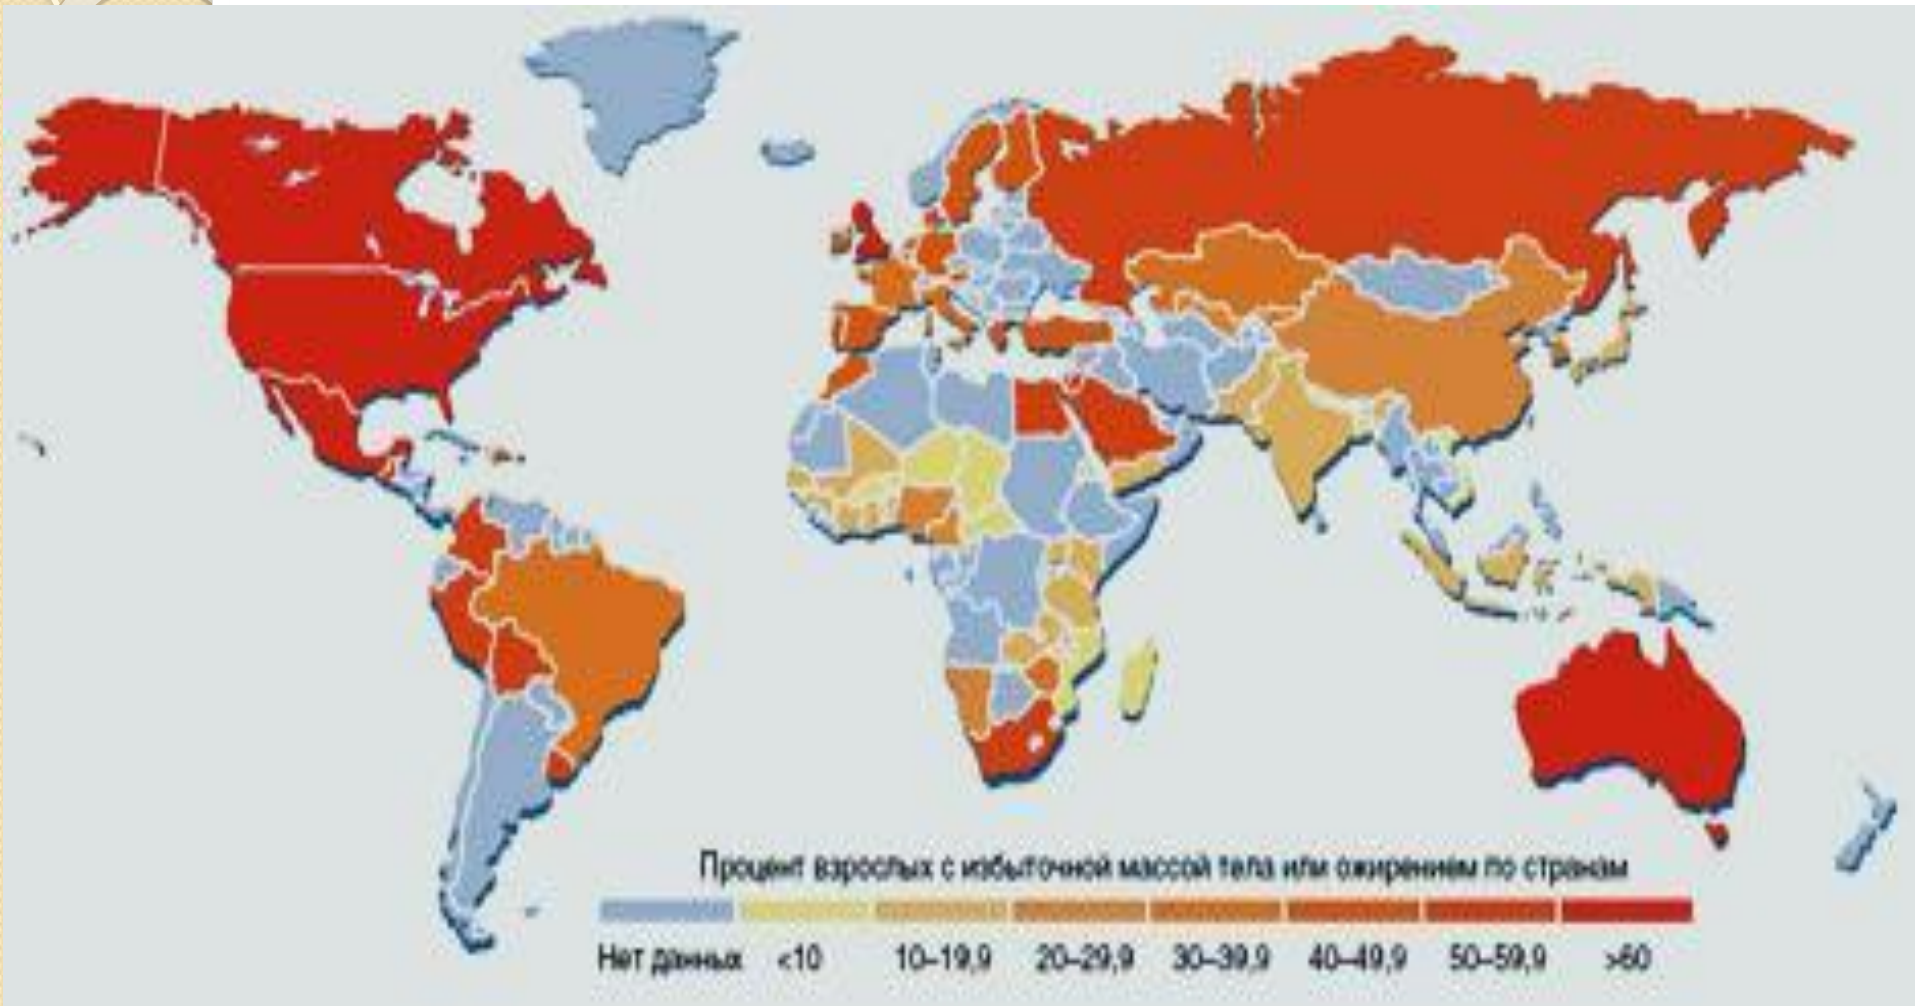 Процент взрослых с избыточной массой тела или ожирением по странам
Нет данных <10 10–19,9 20–29,9 30–39,9 40–49,9 50–59,9 >60